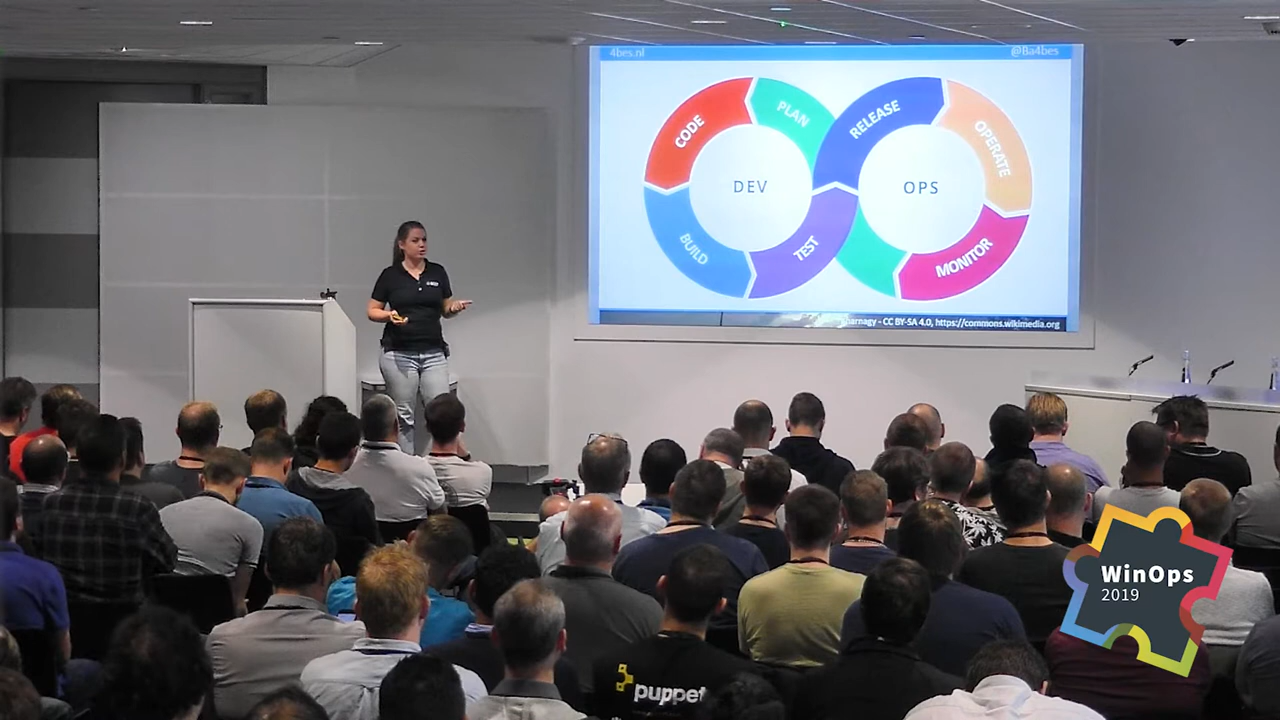 4bes.nl
@Ba4bes
CODE
PLAN
RELEASE
OPERATE
DEV
OPS
BUILD
TEST
MONITOR
- CC BY-SA 4.0, https://commons.wikimedia.org
WinOps
2019
puppet